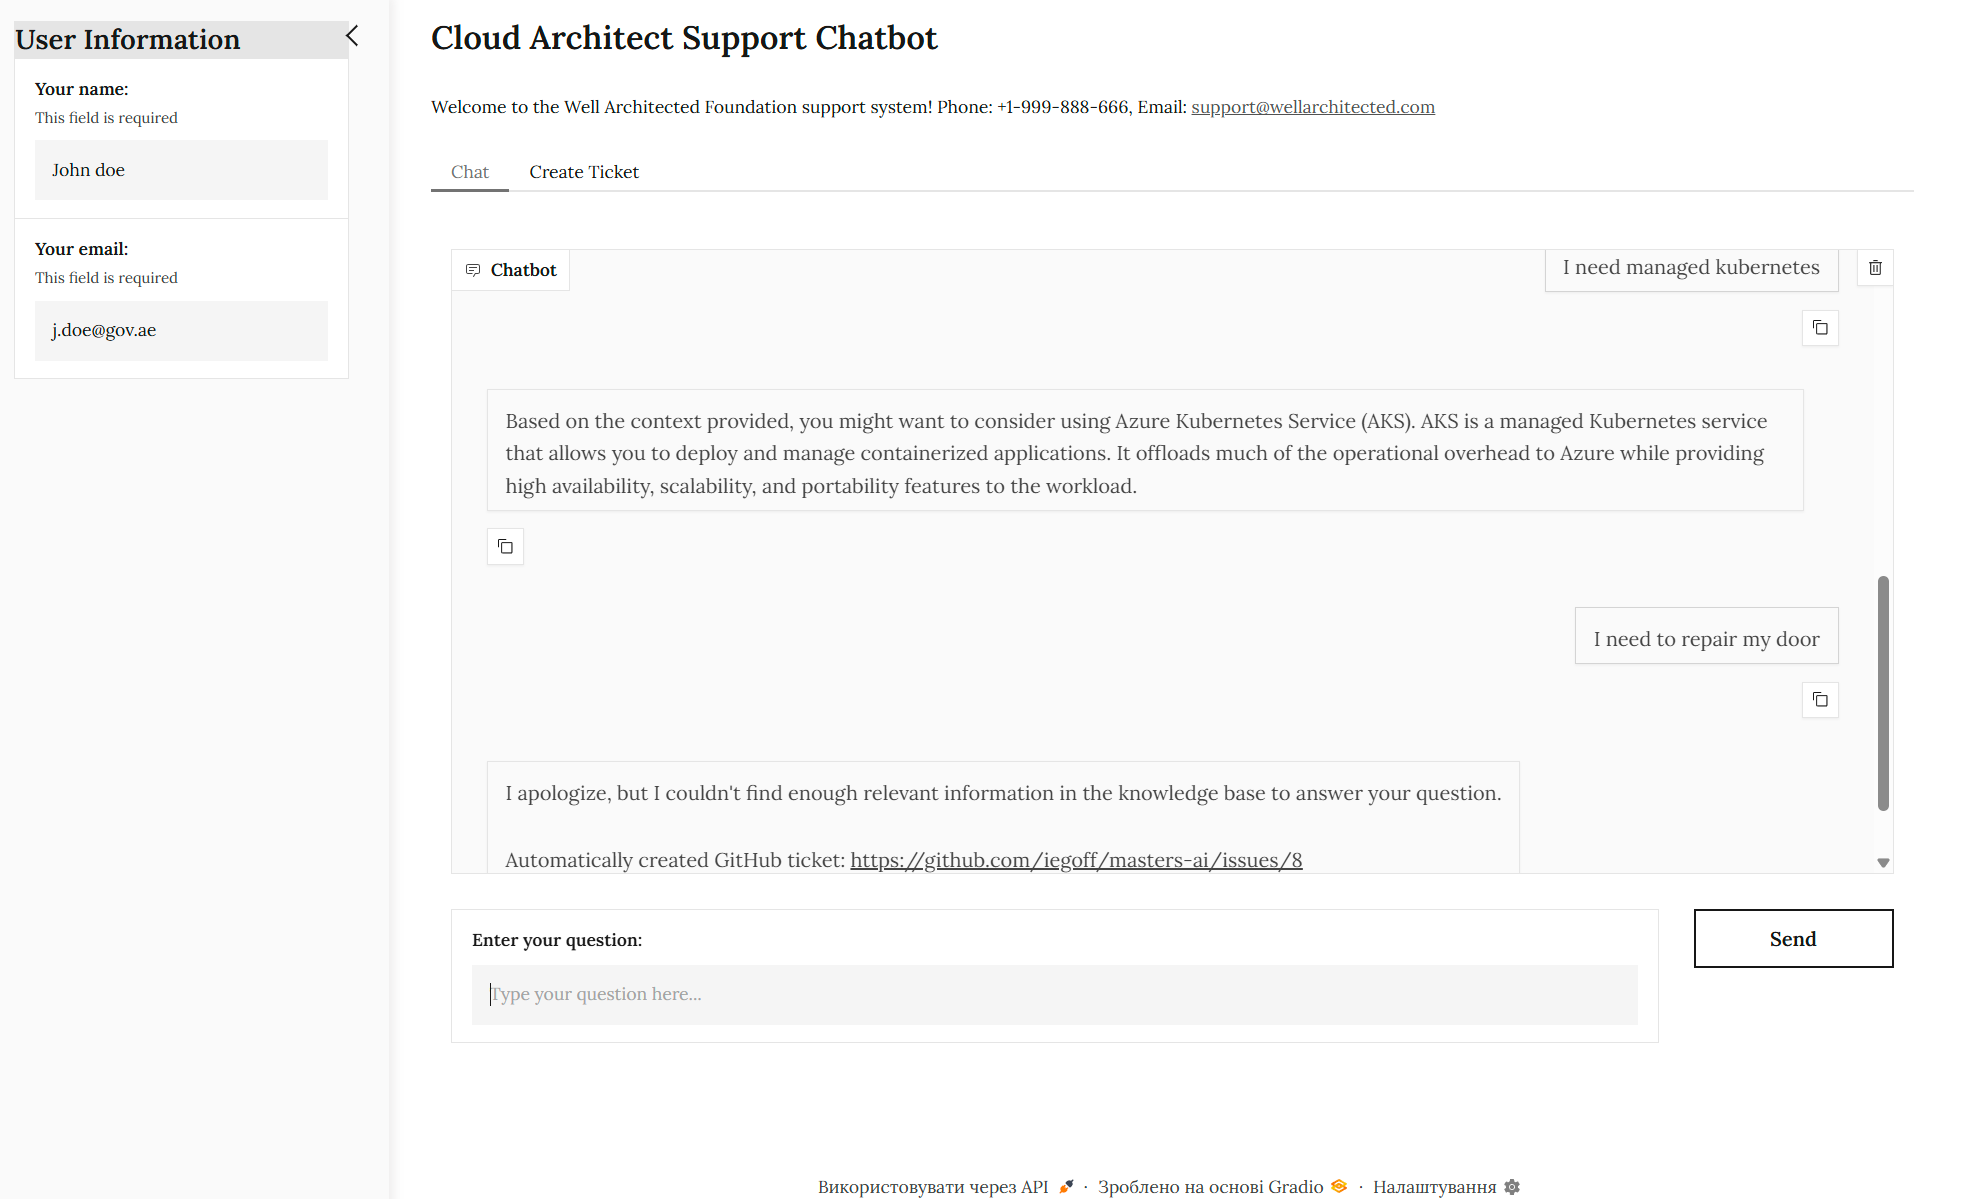 User Information
Your name:
This field is required
John doe
Your email:
This field is required
j.doe@gov.ae
Cloud Architect Support Chatbot
Welcome to the Well Architected Foundation support system! Phone: +1-999-888-666, Email: support@wellarchitected.com
Chat
Create Ticket
Chatbot
I need managed kubernetes
Based on the context provided, you might want to consider using Azure Kubernetes Service (AKS). AKS is a managed Kubernetes service
that allows you to deploy and manage containerized applications. It offloads much of the operational overhead to Azure while providing
high availability, scalability, and portability features to the workload.
I need to repair my door
I apologize, but I couldn't find enough relevant information in the knowledge base to answer your question.
Automatically created GitHub ticket: https://github.com/iegoff/masters-ai/issues/8
Enter your question:
Type your question here...
Send
Використовувати через API · Зроблено на основі Gradio · Налаштування